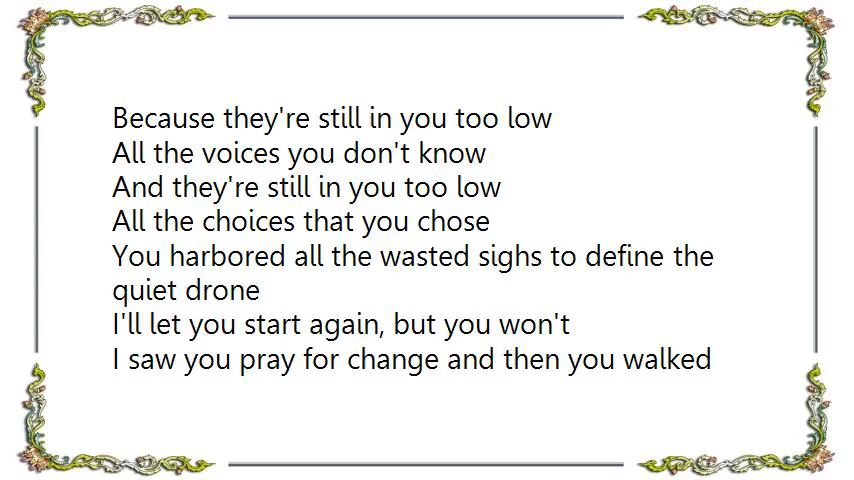 Because they're still in you too low
All the voices you don't know
And they're still in you too low
All the choices that you chose
You harbored all the wasted sighs to define the
quiet drone
I'll let you start again, but you won't
I saw you pray for change and then you walked